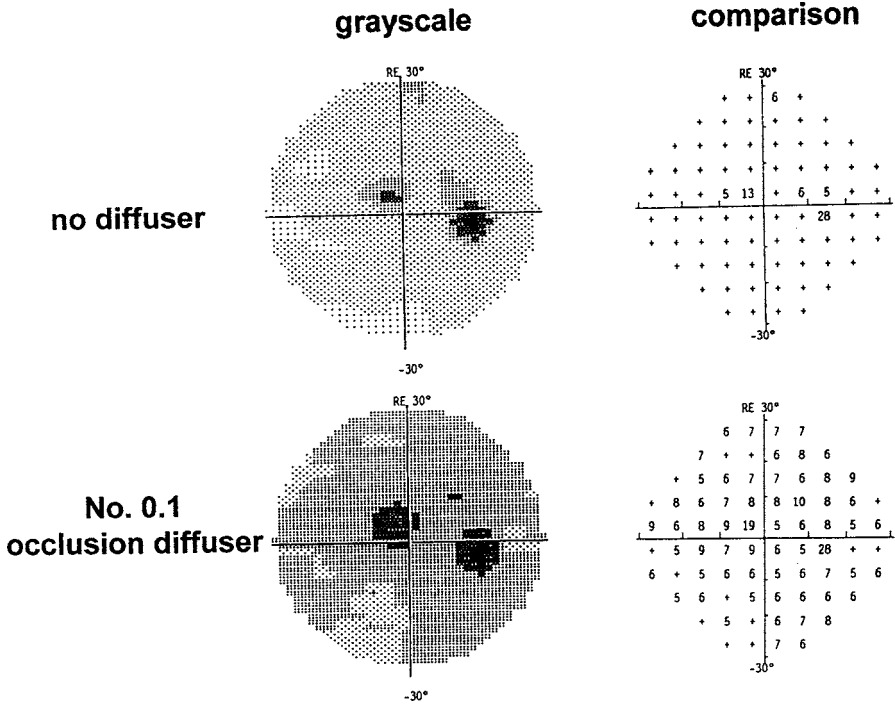 grayscale
comparison
RE 30°
RE 30°
no diffuser
+ + 6 +
+ + + + + +
+ + + + + + + +
+ + + + + + + + + +
+ + + 5 13 + 6 5 + +
+ + + + + + + 28 + +
+ + + + + + + + + +
+ + + + + + + +
+ + + + + +
+ + + +
-30°
-30°
RE 30°
RE 30°
No. 0.1
occlusion diffuser
6 7 7 7
7 + + 6 8 6
+ 5 6 7 7 6 8 9
+ 8 6 7 8 8 10 8 6 +
9 6 8 9 19 5 6 8 5 6
+ 5 9 7 9 6 5 28 + +
6 + 5 6 6 5 6 7 5 6
5 6 + 5 6 6 6 6
+ 5 + 6 7 8
+ + 7 6
-30°
-30°